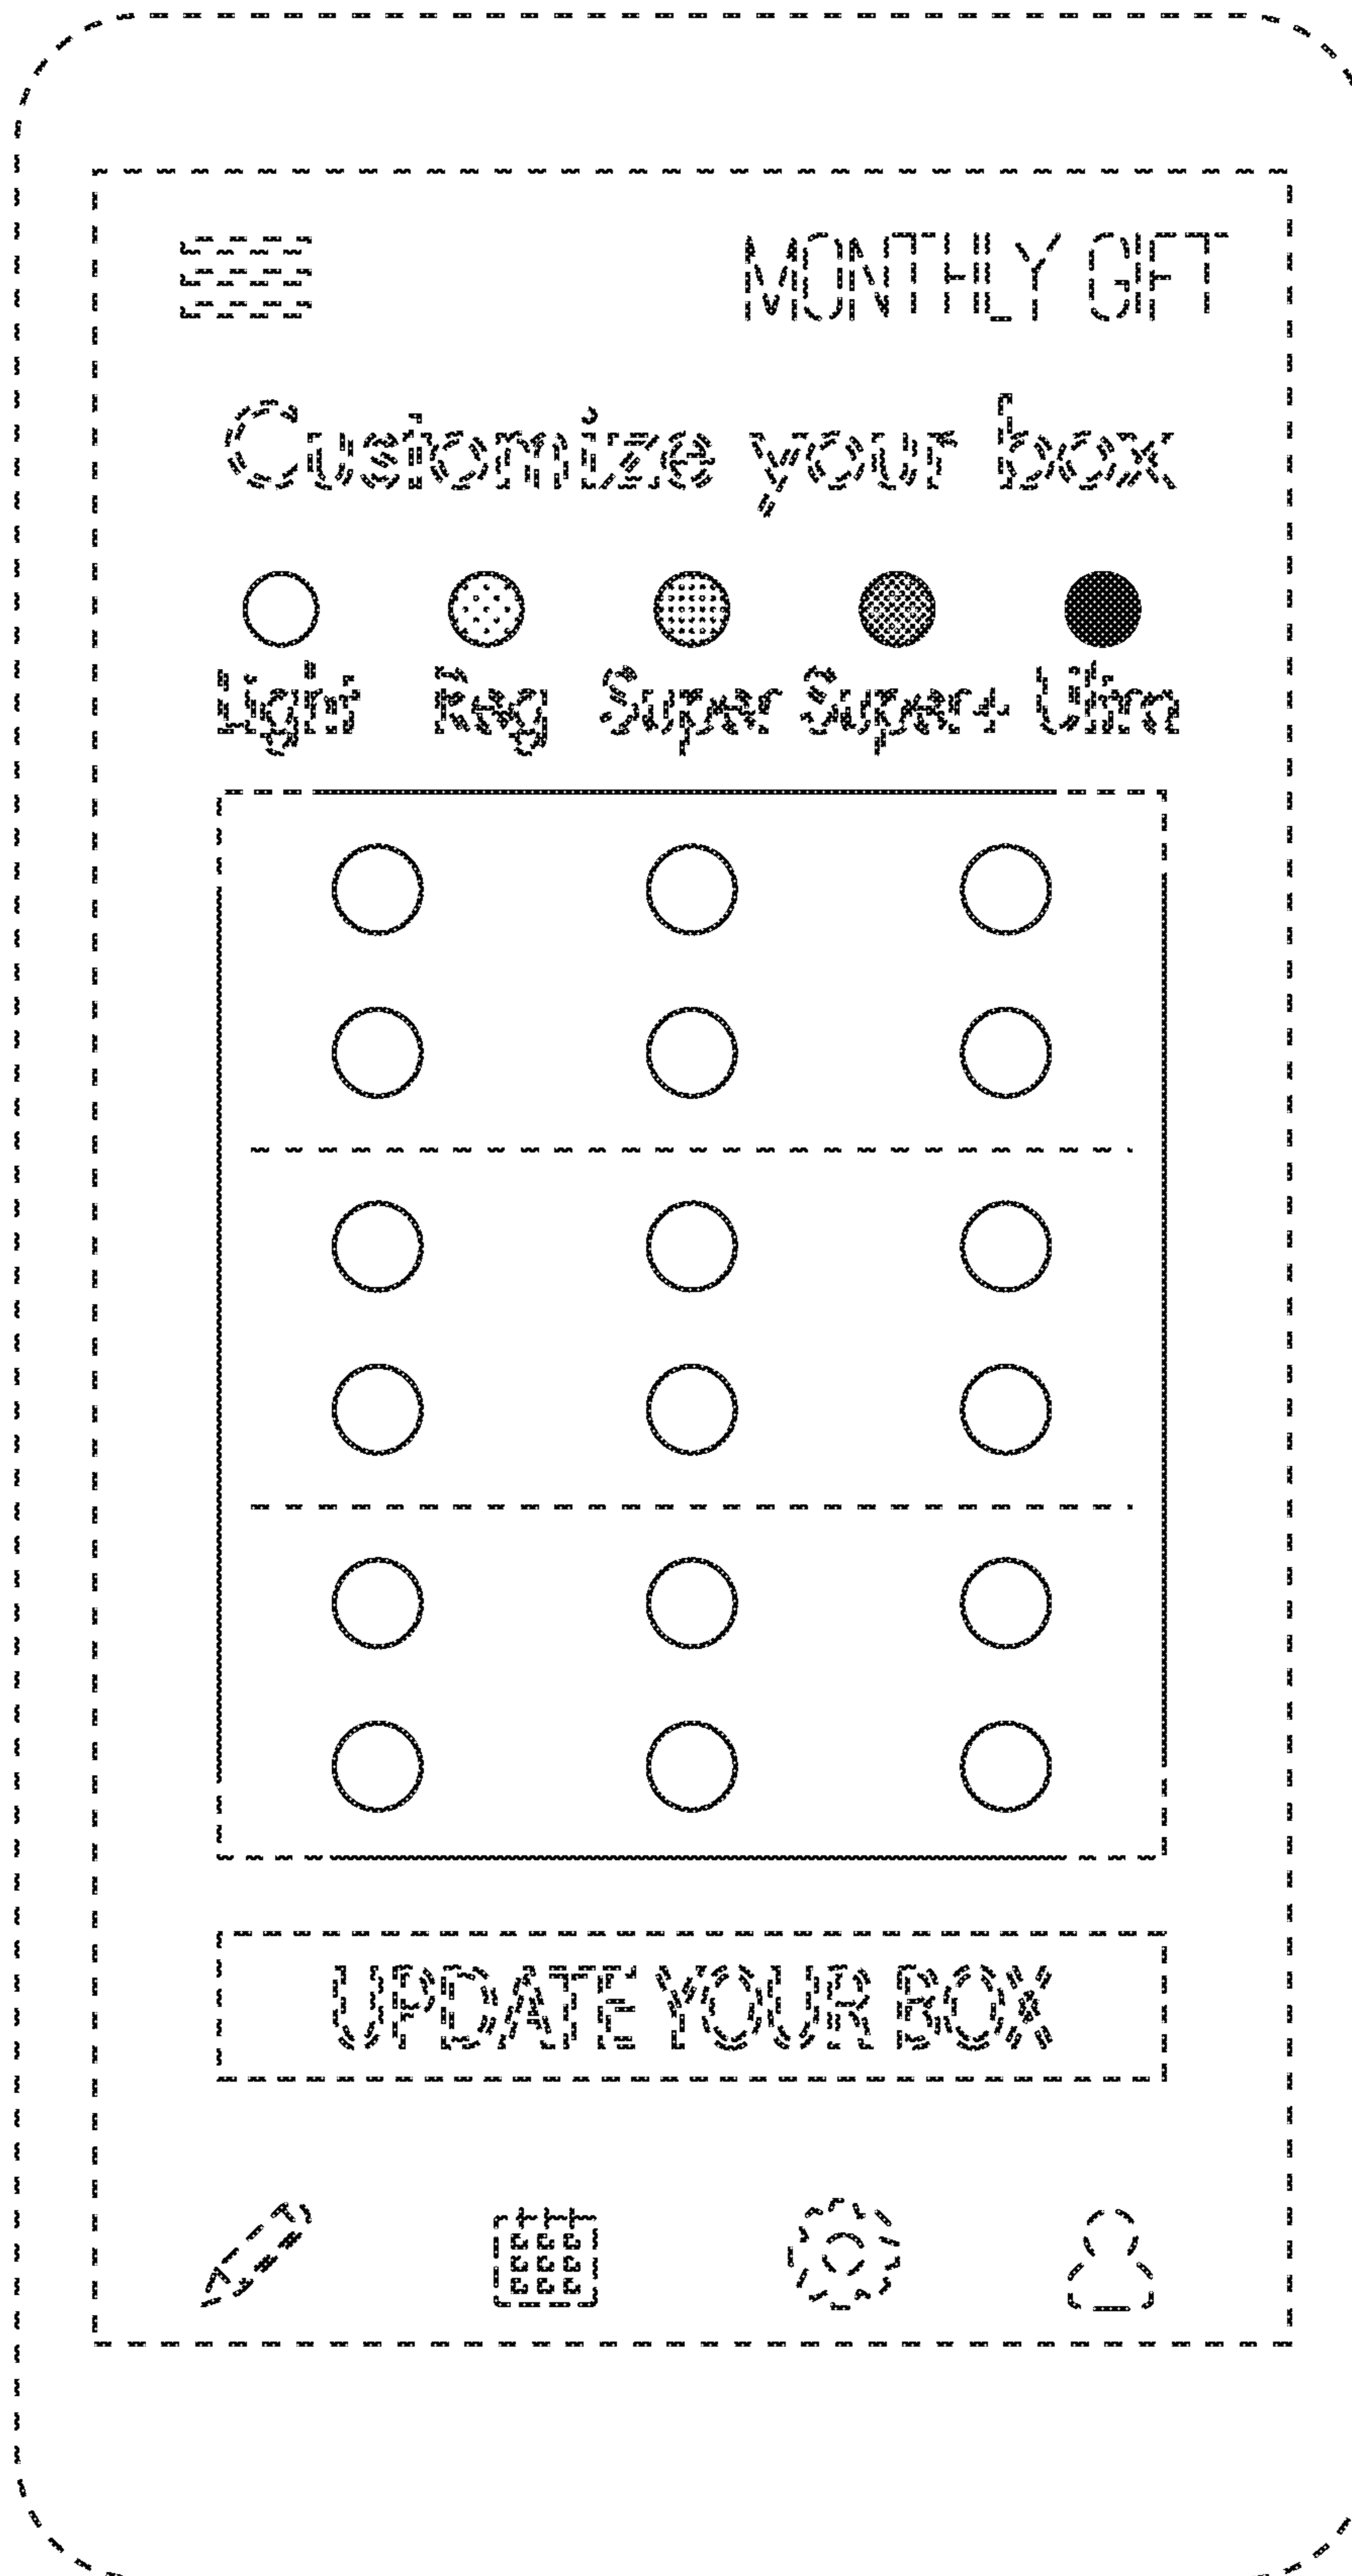 MONTHLY GIFT
Customize your box
Light Reg Super Super+ Ultra
UPDATE YOUR BOX